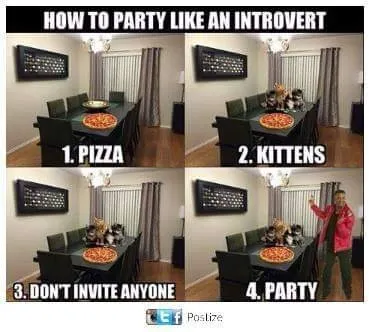 HOW TO PARTY LIKE AN INTROVERT
1. PIZZA
2. KITTENS
3. DON'T INVITE ANYONE
4. PARTY
Postize